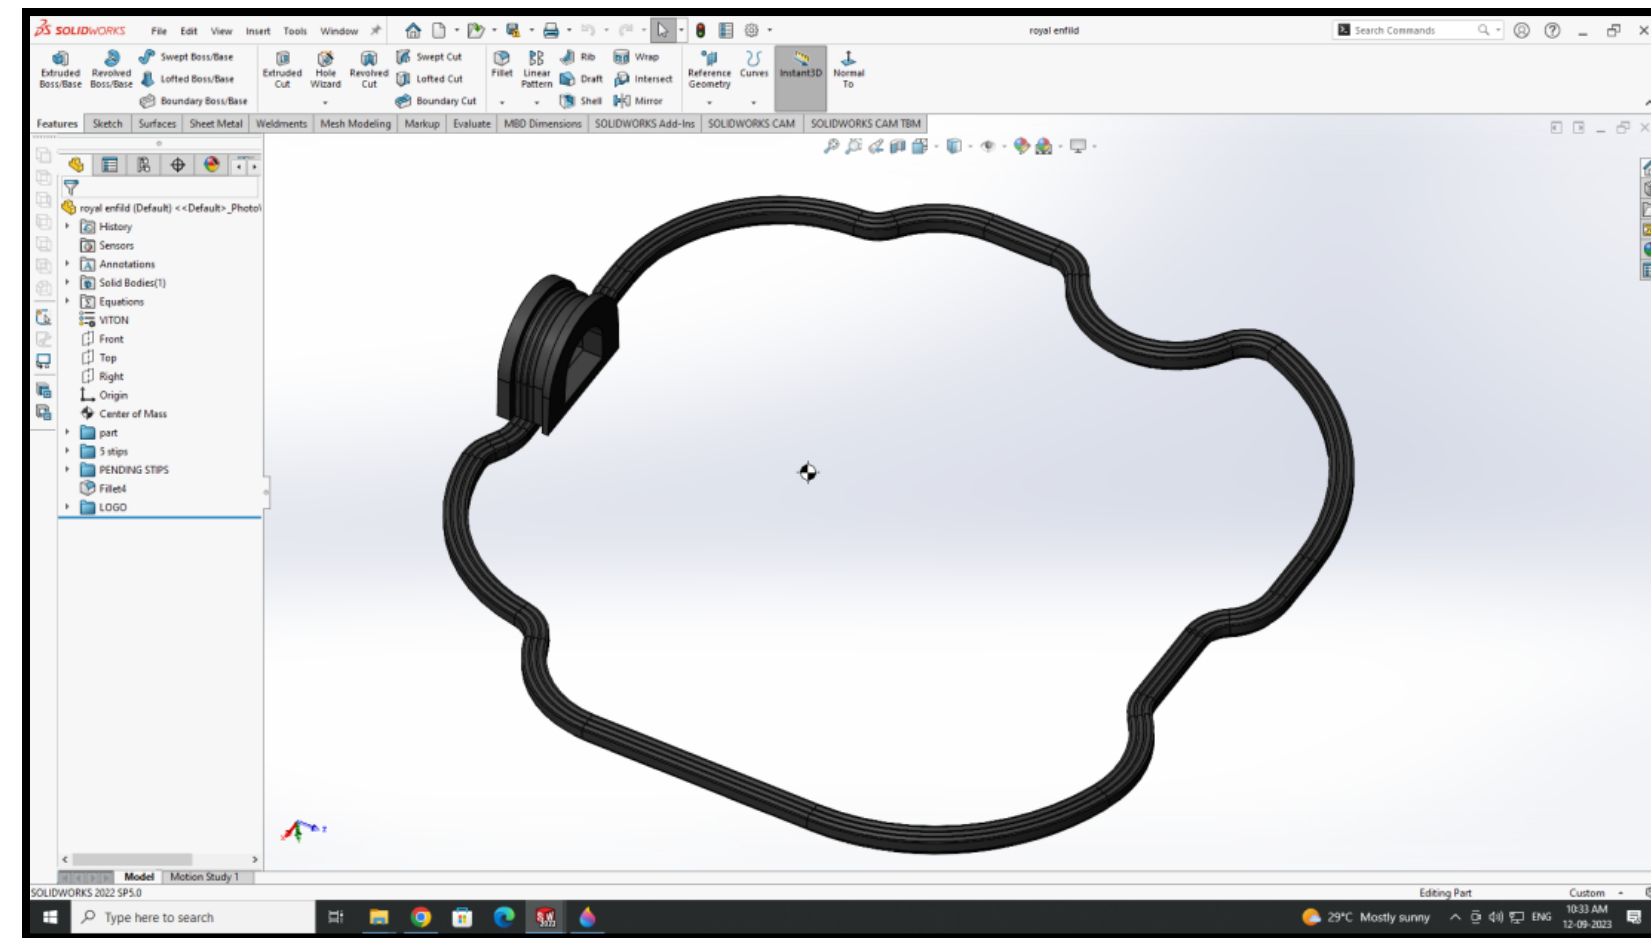 SOLIDWORKS File Edit View Insert Tools Window royal enfild Search Commands
Extruded Boss/Base
Revolved Boss/Base
Swept Boss/Base
Lofted Boss/Base
Boundary Boss/Base
Extruded Cut
Hole Wizard
Revolved Cut
Swept Cut
Lofted Cut
Boundary Cut
Fillet
Linear Pattern
Rib
Draft
Shell
Wrap
Intersect
Mirror
Reference Geometry
Curves
Instant3D
Normal To
Features Sketch Surfaces Sheet Metal Weldments Mesh Modeling Markup Evaluate MBD Dimensions SOLIDWORKS Add-Ins SOLIDWORKS CAM SOLIDWORKS CAM TBM
royal enfild (Default) <<Default>_Photo
History
Sensors
Annotations
Solid Bodies(1)
Equations
VITON
Front
Top
Right
Origin
Center of Mass
part
5 stips
PENDING STIPS
Fillet4
LOGO
Model Motion Study 1
SOLIDWORKS 2022 SP5.0 Editing Part Custom
Type here to search 29°C Mostly sunny ENG 10:33 AM
12-09-2023